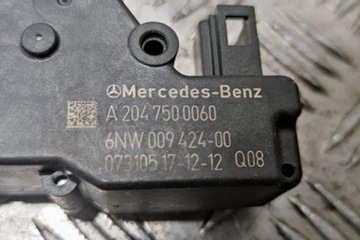 Mercedes-Benz
A 204 750 0060
6NW 009 424-00
073105 17-12-12 Q08